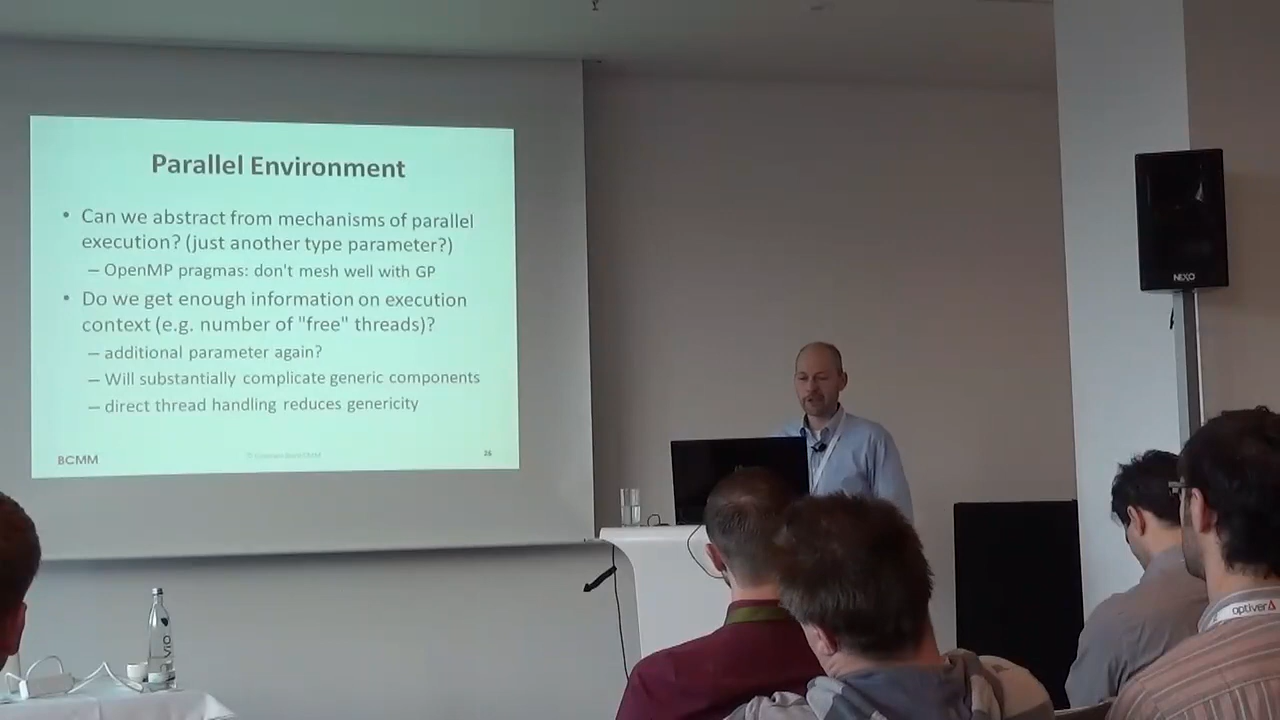 Parallel Environment
• Can we abstract from mechanisms of parallel
execution? (just another type parameter?)
– OpenMP pragmas: don't mesh well with GP
• Do we get enough information on execution
context (e.g. number of "free" threads)?
– additional parameter again?
– Will substantially complicate generic components
– direct thread handling reduces genericity
BCMM
26
NEXO
optiver